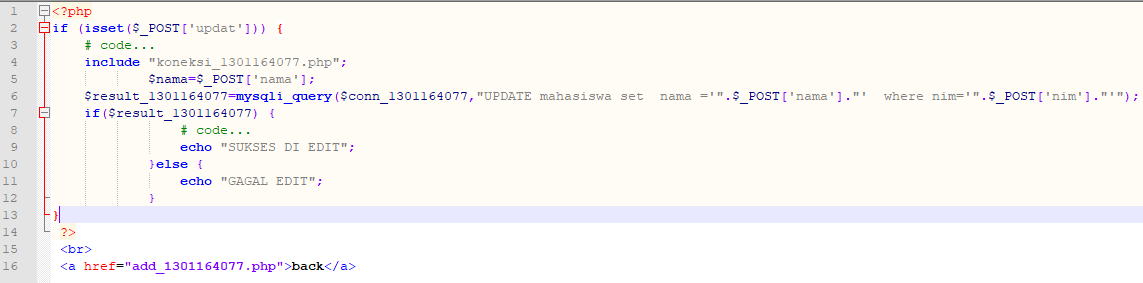 1 <?php
2 if (isset($_POST['updat'])) {
3 # code...
4 include "koneksi_1301164077.php";
5 $nama=$_POST['nama'];
6 $result_1301164077=mysqli_query($conn_1301164077,"UPDATE mahasiswa set  nama ='".$_POST['nama']."'  where nim='".$_POST['nim']."'");
7 if($result_1301164077) {
8 # code...
9 echo "SUKSES DI EDIT";
10 }else {
11 echo "GAGAL EDIT";
12 }
13 }
14 ?>
15 <br>
16 <a href="add_1301164077.php">back</a>